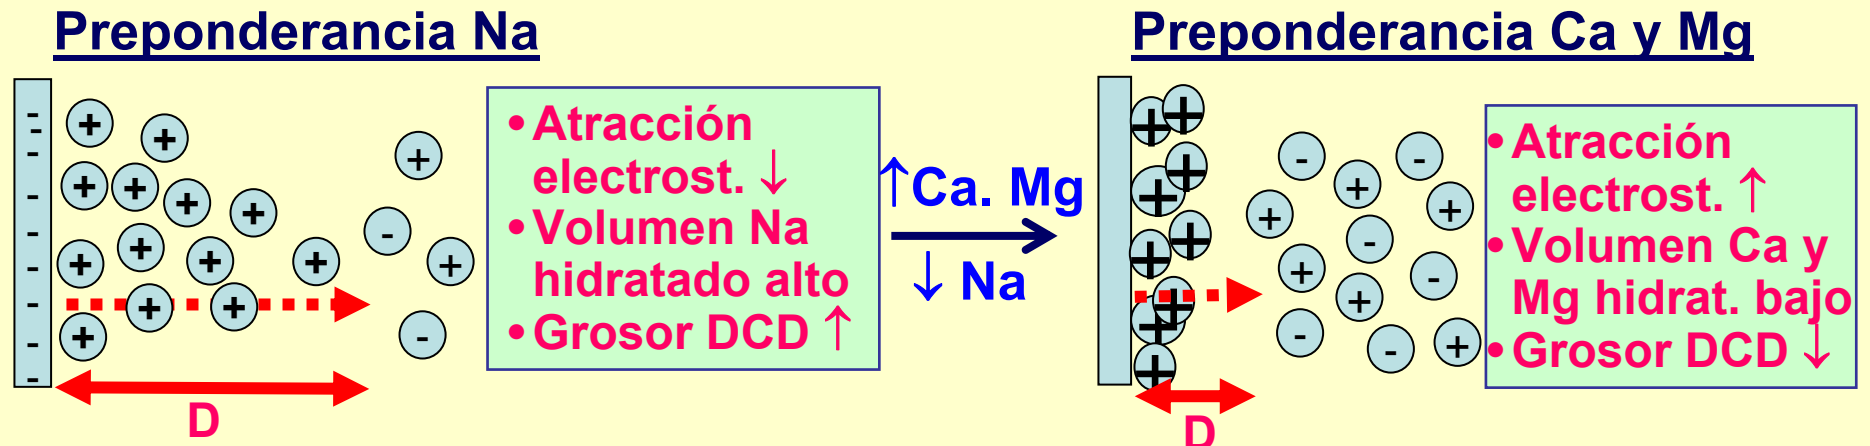 Preponderancia Na
- - - - - - - - - -
+ + + + + + + + + + + + + +
+ - + -
D
• Atracción
electrost. ↓
• Volumen Na
hidratado alto
• Grosor DCD ↑
↑Ca. Mg
↓ Na
Preponderancia Ca y Mg
+ + + + + + + + +
- - + + + - + - + - - +
D
• Atracción
electrost. ↑
• Volumen Ca y
Mg hidrat. bajo
• Grosor DCD ↓